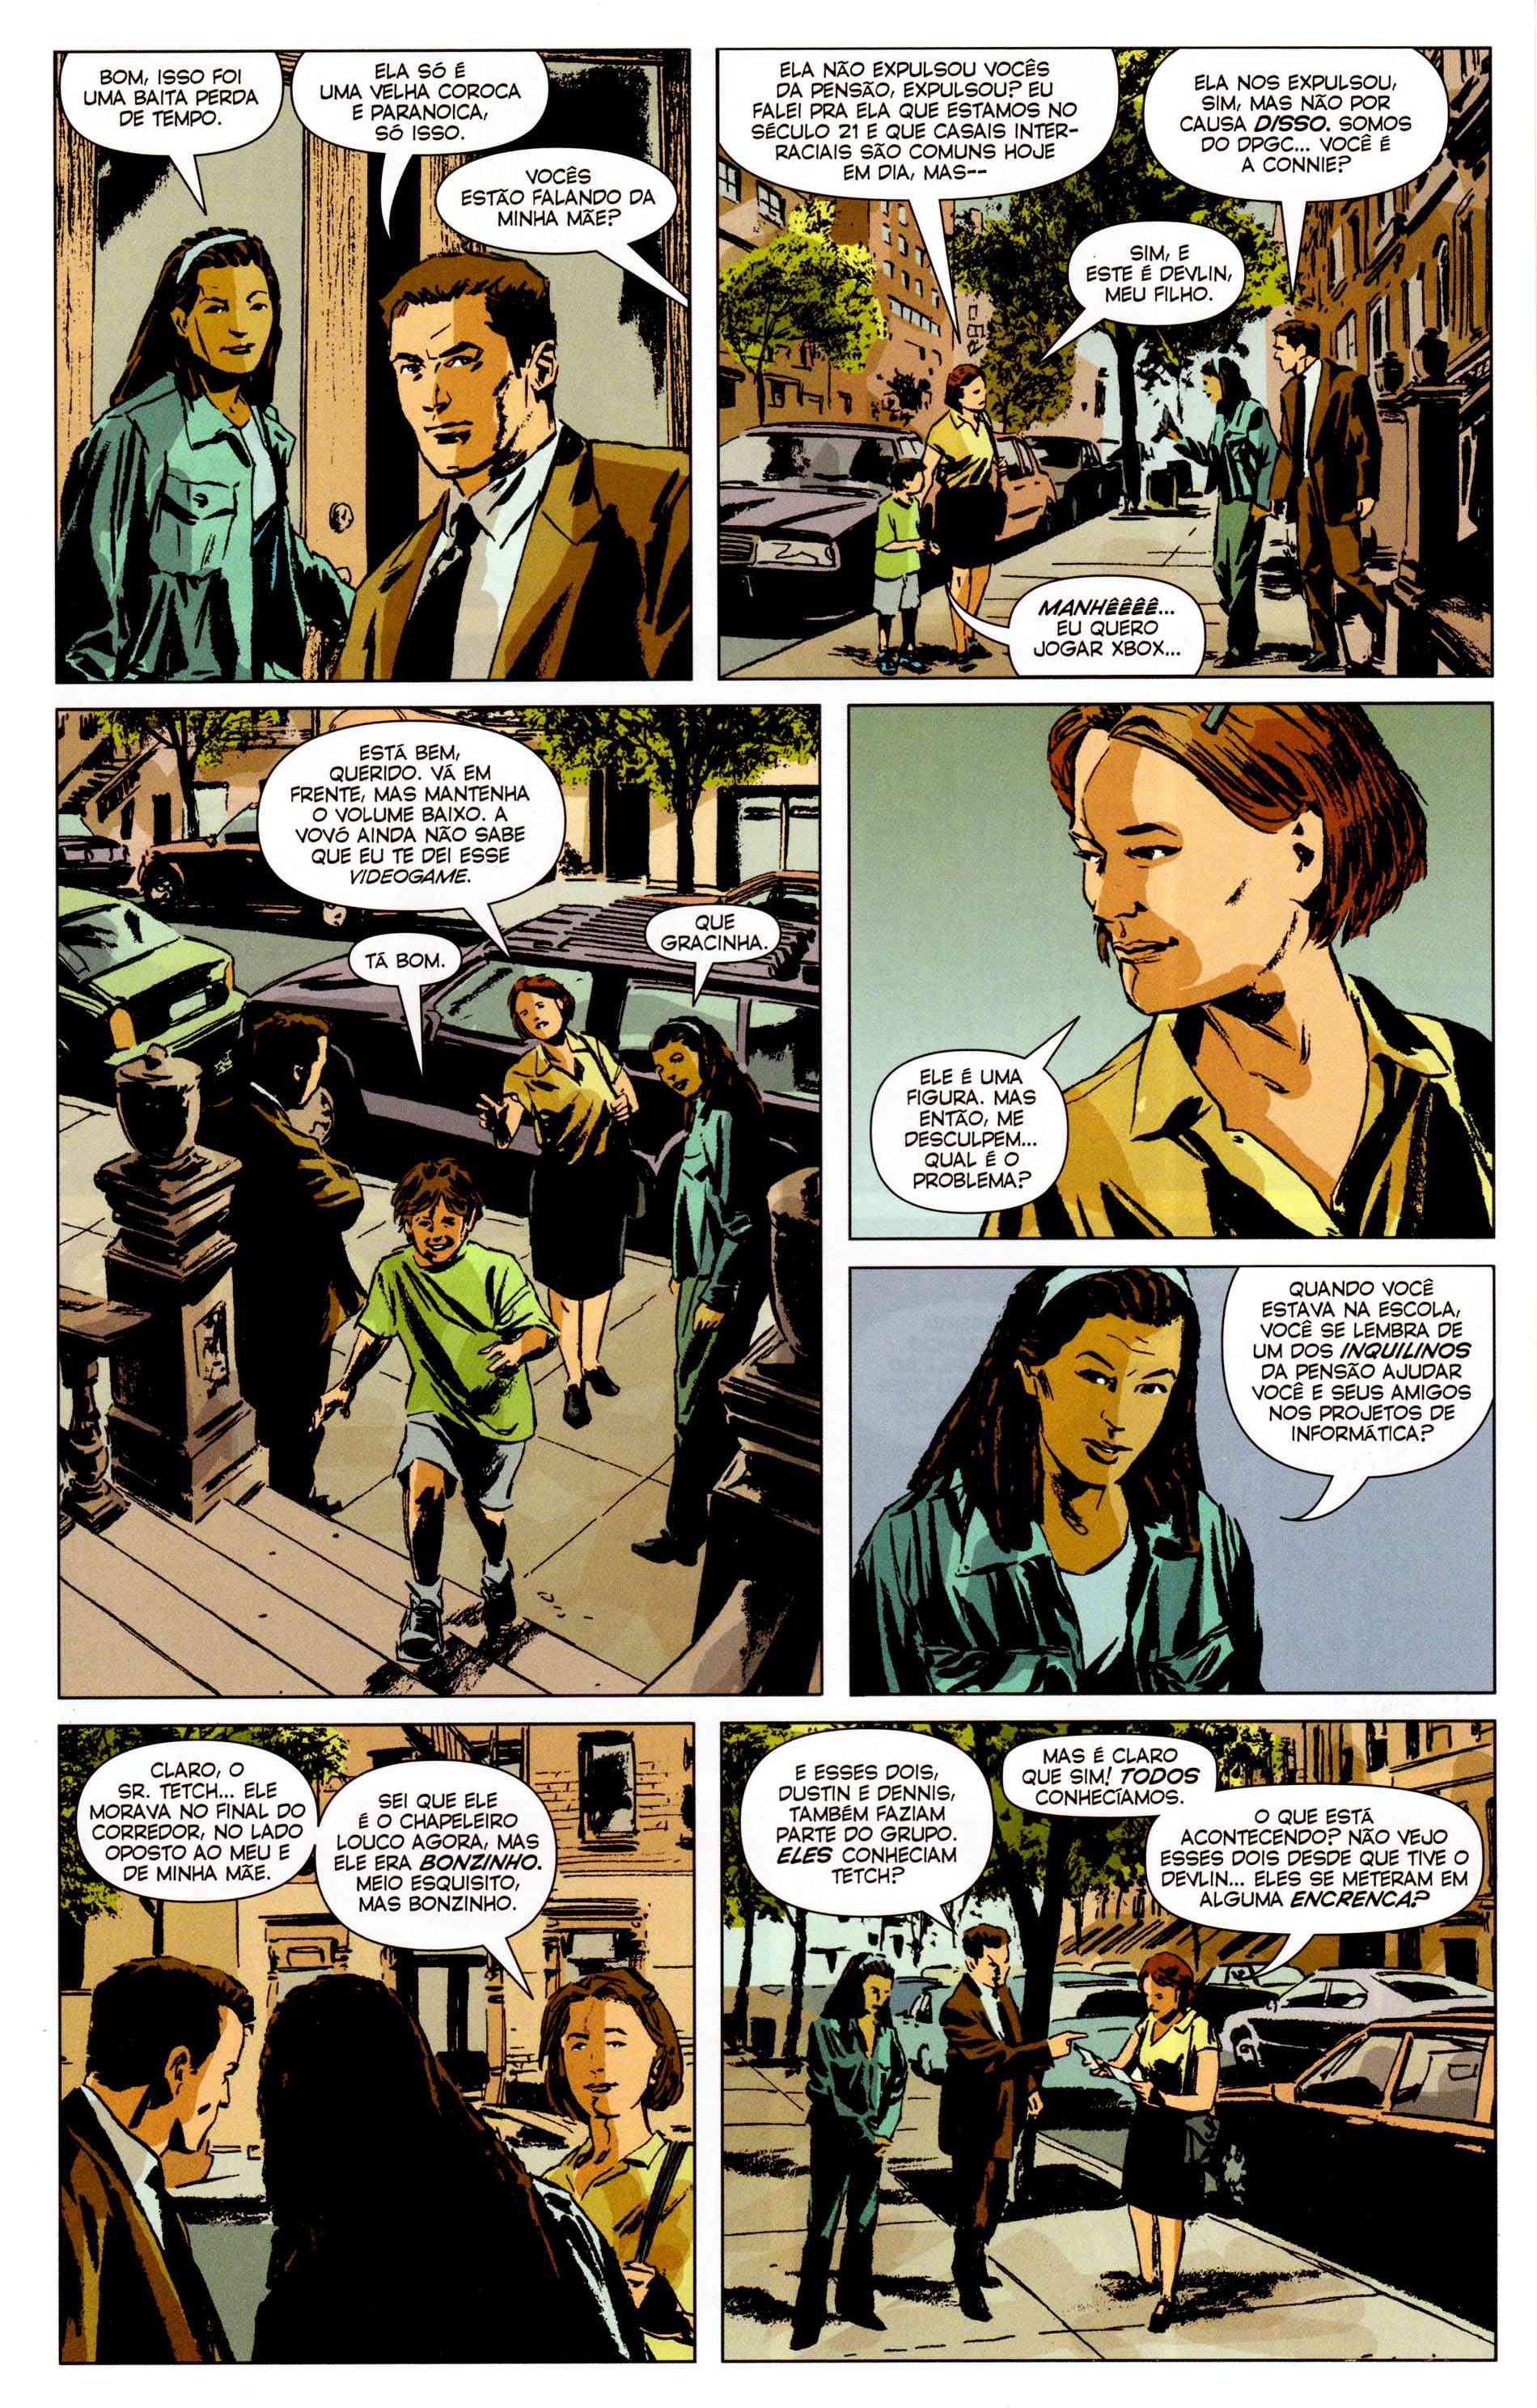 BOM, ISSO FOI
UMA BAITA PERDA
DE TEMPO.
ELA SÓ É
UMA VELHA COROCA
E PARANOICA,
SÓ ISSO.
VOCÊS
ESTÃO FALANDO DA
MINHA MÃE?
ELA NÃO EXPULSOU VOCÊS
DA PENSÃO, EXPULSOU? EU
FALEI PRA ELA QUE ESTAMOS NO
SÉCULO 21 E QUE CASAIS INTER-
RACIAIS SÃO COMUNS HOJE
EM DIA, MAS--
ELA NOS EXPULSOU,
SIM, MAS NÃO POR
CAUSA DISSO. SOMOS
DO DPGC... VOCÊ É
A CONNIE?
SIM, E
ESTE É DEVLIN,
MEU FILHO.
MANHÊÊÊÊ...
EU QUERO
JOGAR XBOX...
ESTÁ BEM,
QUERIDO. VÁ EM
FRENTE, MAS MANTENHA
O VOLUME BAIXO. A
VOVÓ AINDA NÃO SABE
QUE EU TE DEI ESSE
VIDEOGAME.
TÁ BOM.
QUE
GRACINHA.
ELE É UMA
FIGURA. MAS
ENTÃO, ME
DESCULPEM...
QUAL É O
PROBLEMA?
QUANDO VOCÊ
ESTAVA NA ESCOLA,
VOCÊ SE LEMBRA DE
UM DOS INQUILINOS
DA PENSÃO AJUDAR
VOCÊ E SEUS AMIGOS
NOS PROJETOS DE
INFORMÁTICA?
CLARO, O
SR. TETCH... ELE
MORAVA NO FINAL DO
CORREDOR, NO LADO
OPOSTO AO MEU E
DE MINHA MÃE.
SEI QUE ELE
É O CHAPELEIRO
LOUCO AGORA, MAS
ELE ERA BONZINHO.
MEIO ESQUISITO,
MAS BONZINHO.
E ESSES DOIS,
DUSTIN E DENNIS,
TAMBÉM FAZIAM
PARTE DO GRUPO.
ELES CONHECIAM
TETCH?
MAS É CLARO
QUE SIM! TODOS
CONHECÍAMOS.
O QUE ESTÁ
ACONTECENDO? NÃO VEJO
ESSES DOIS DESDE QUE TIVE O
DEVLIN... ELES SE METERAM EM
ALGUMA ENCRENCA?